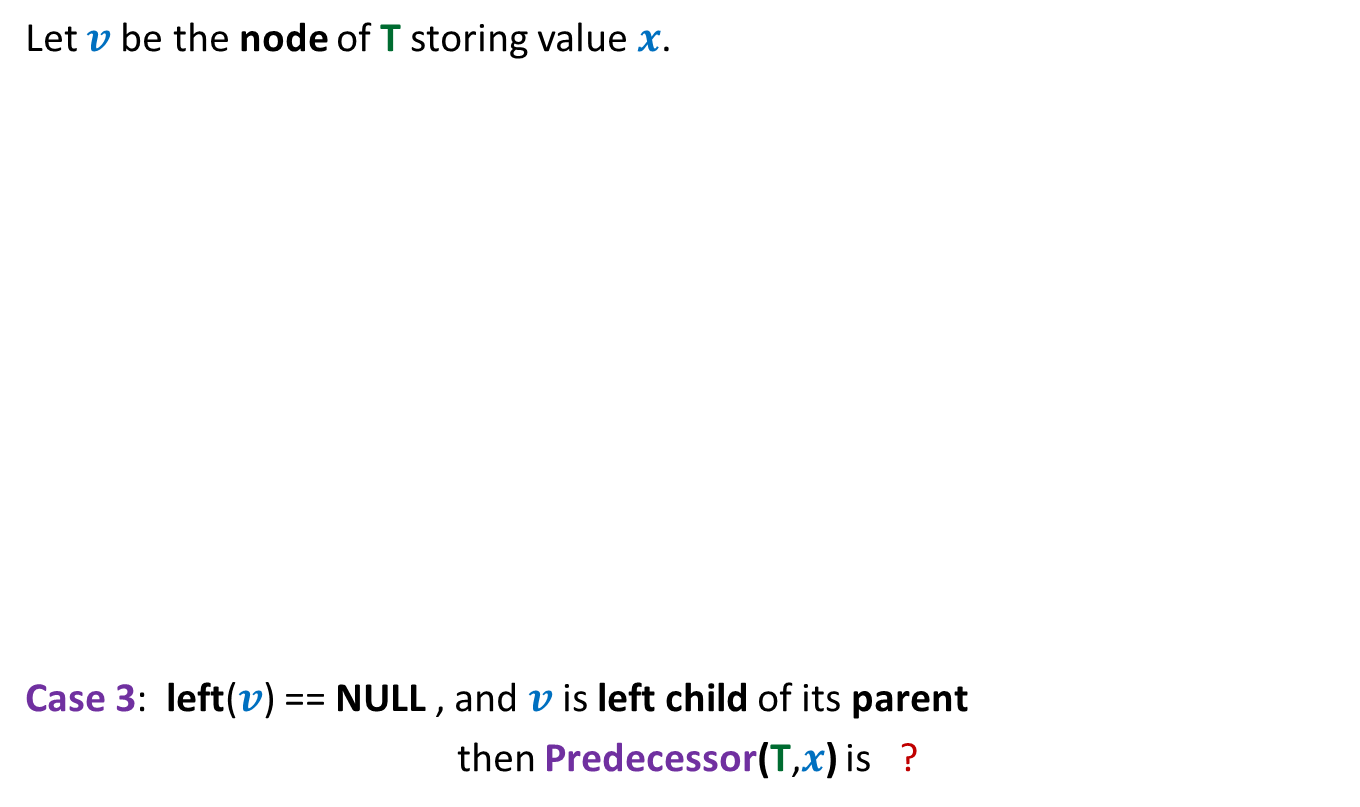 Let v be the node of T storing value x.
Case 3: left(v) == NULL , and v is left child of its parent
then Predecessor(T,x) is ?